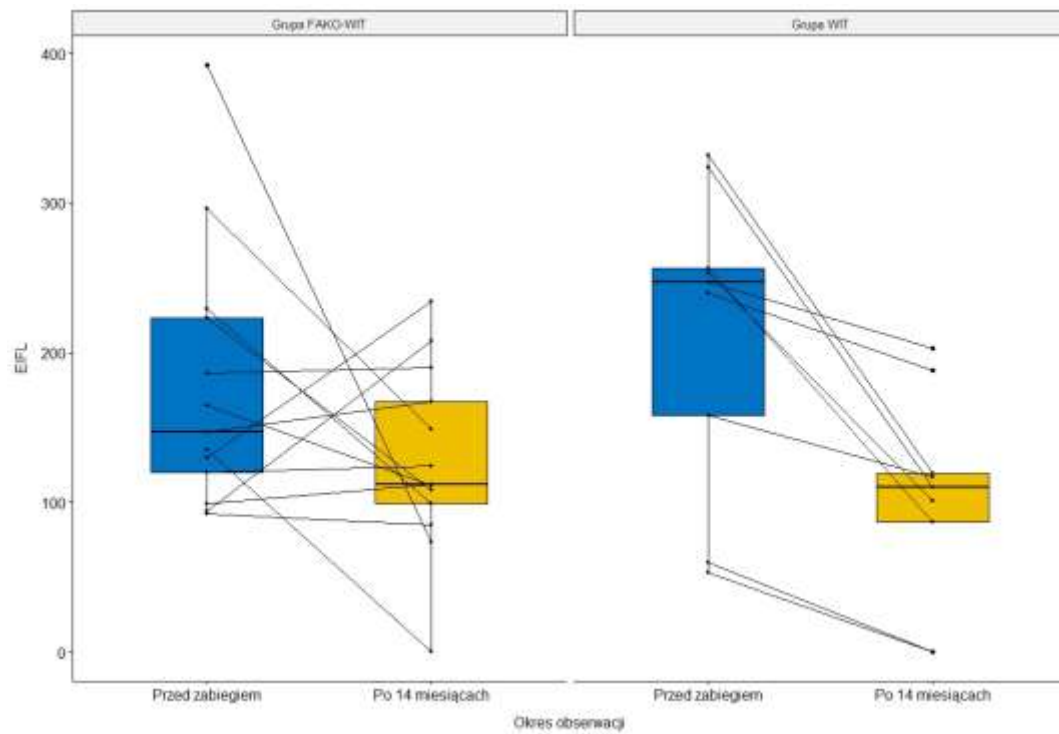 Grupa FAKO-WIT
Grupa WIT
400
300
200
100
0
EIFL
Przed zabiegiem
Po 14 miesiącach
Przed zabiegiem
Po 14 miesiącach
Okres obserwacji